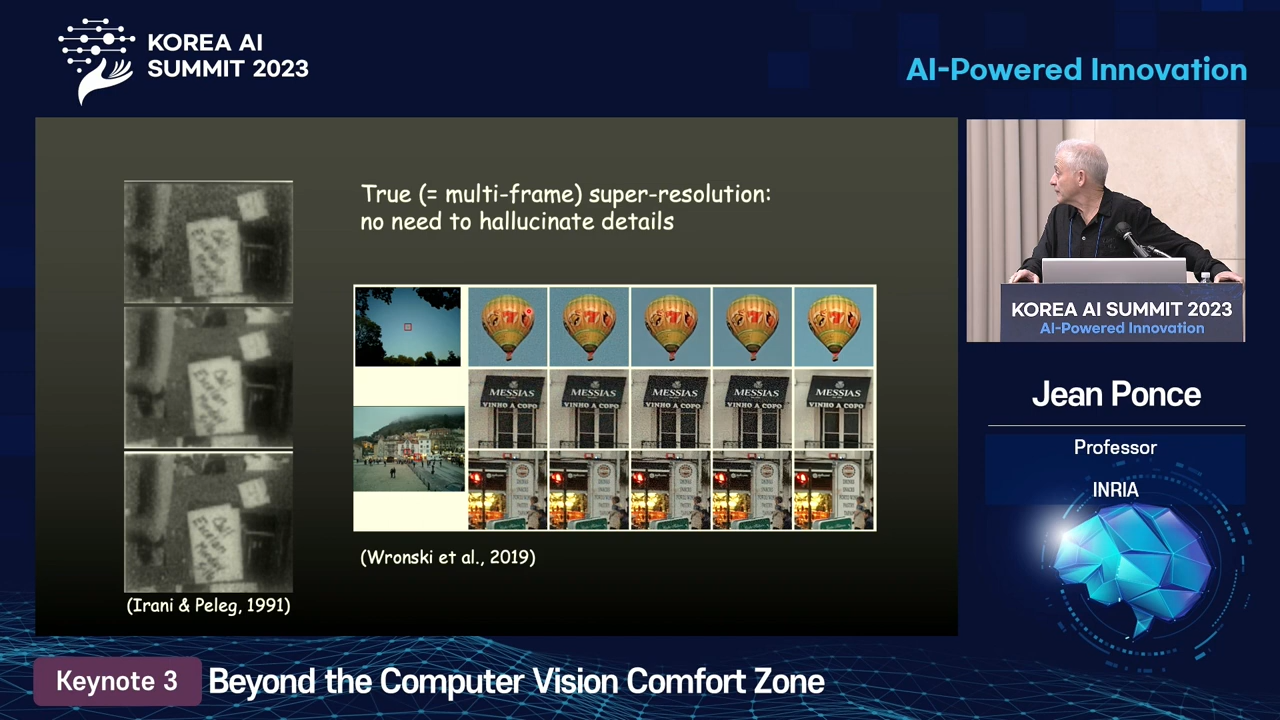 KOREA AI
SUMMIT 2023
AI-Powered Innovation
True (= multi-frame) super-resolution:
no need to hallucinate details
MESSIAS MESSIAS MESSIAS MESSIAS MESSIAS
VINHO A COPO VINHO A COPO VINHO A COPO VINHO A COPO VINHO A COPO
(Wronski et al., 2019)
(Irani & Peleg, 1991)
KOREA AI SUMMIT 2023
AI-Powered Innovation
Jean Ponce
Professor
INRIA
Keynote 3
Beyond the Computer Vision Comfort Zone